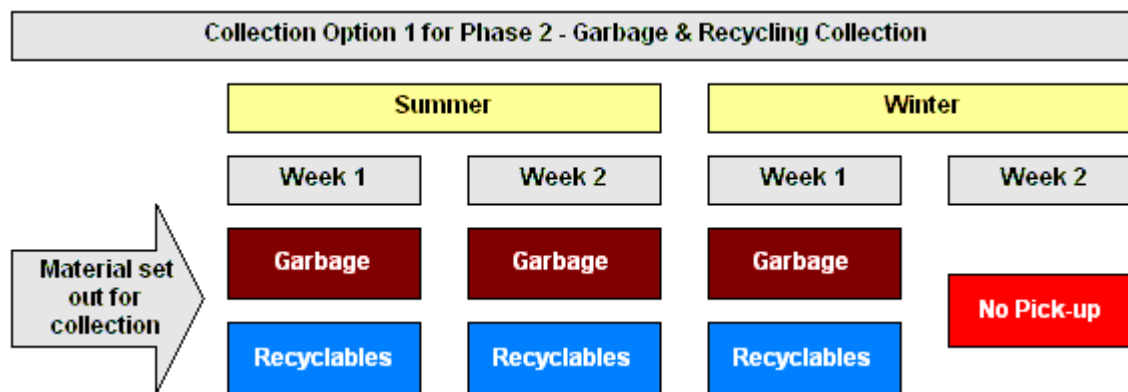 Collection Option 1 for Phase 2 - Garbage & Recycling Collection
Summer
Winter
Week 1
Week 2
Week 1
Week 2
Material set
out for
collection
Garbage
Garbage
Garbage
No Pick-up
Recyclables
Recyclables
Recyclables